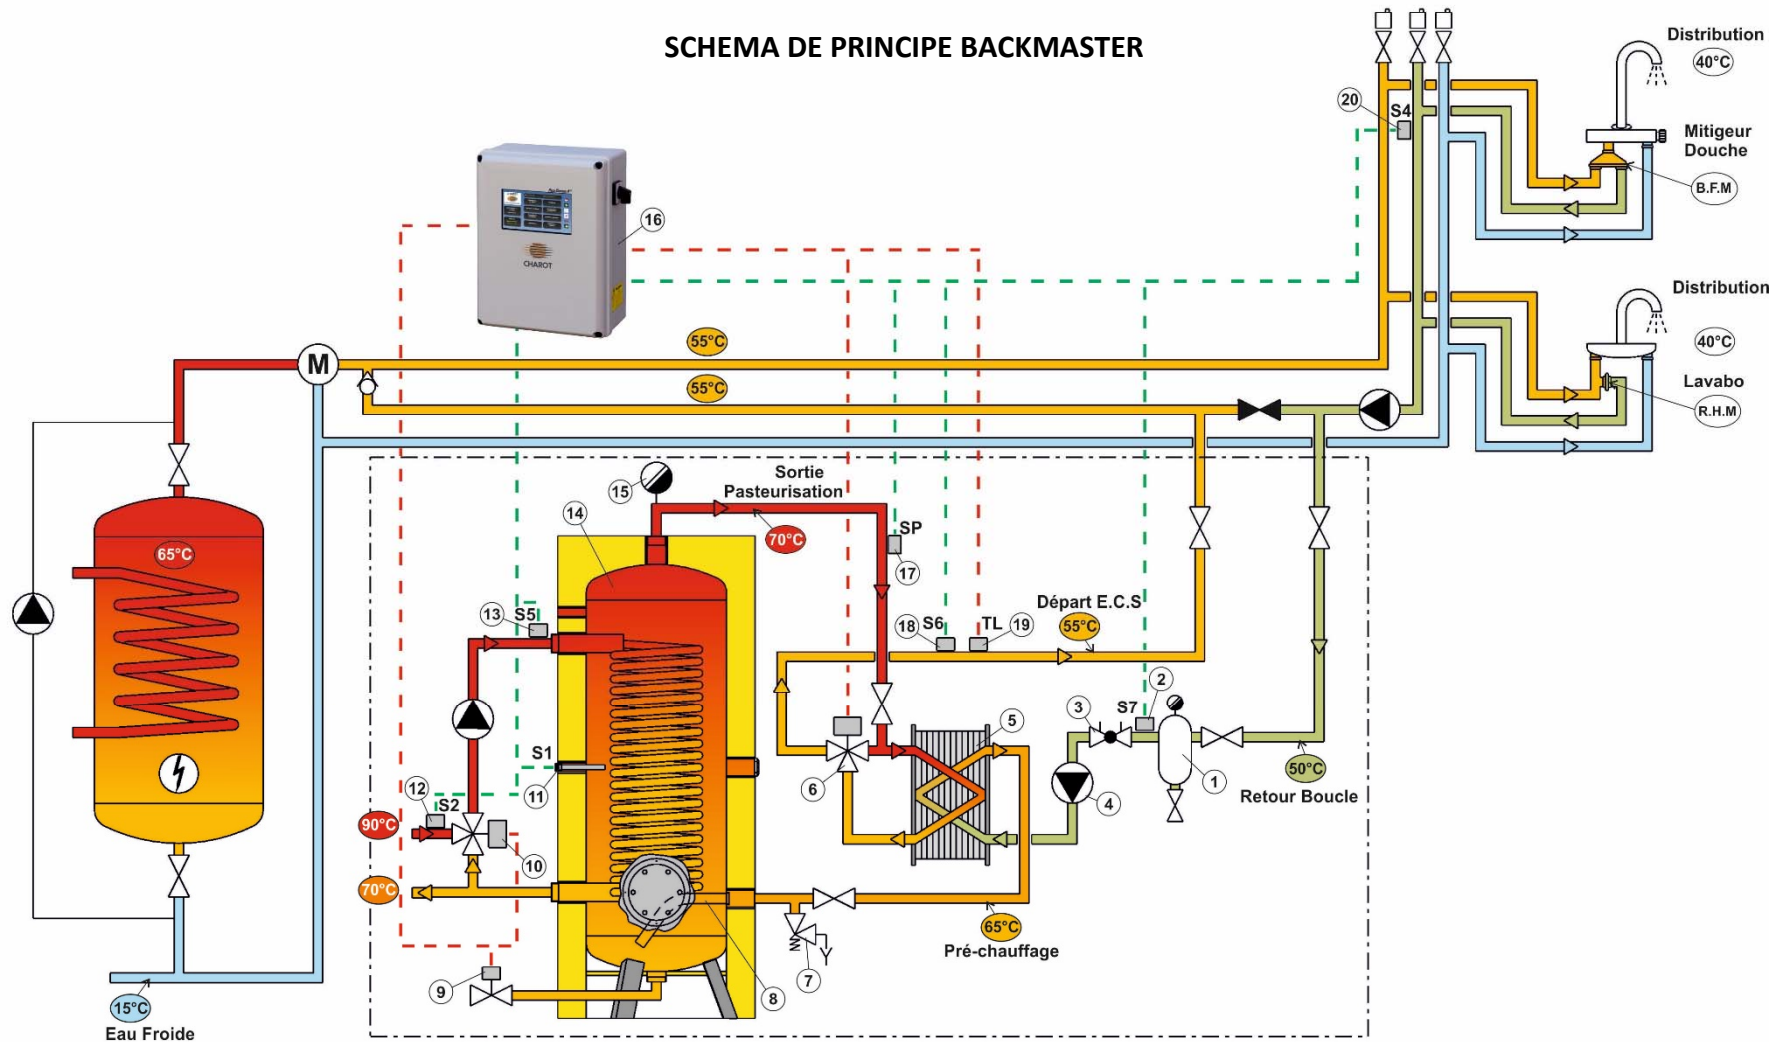 SCHEMA DE PRINCIPE BACKMASTER
Distribution
40°C
20
S4
Mitigeur
Douche
B.F.M
16
CHAROT
Distribution
55°C
40°C
M
55°C
Lavabo
R.H.M
15
Sortie
Pasteurisation
14
70°C
SP
17
65°C
13
S5
18
S6
TL
19
Départ E.C.S
55°C
2
3
S7
5
S1
11
6
4
1
50°C
Retour Boucle
12
S2
90°C
10
70°C
65°C
Pré-chauffage
7
8
9
15°C
Eau Froide